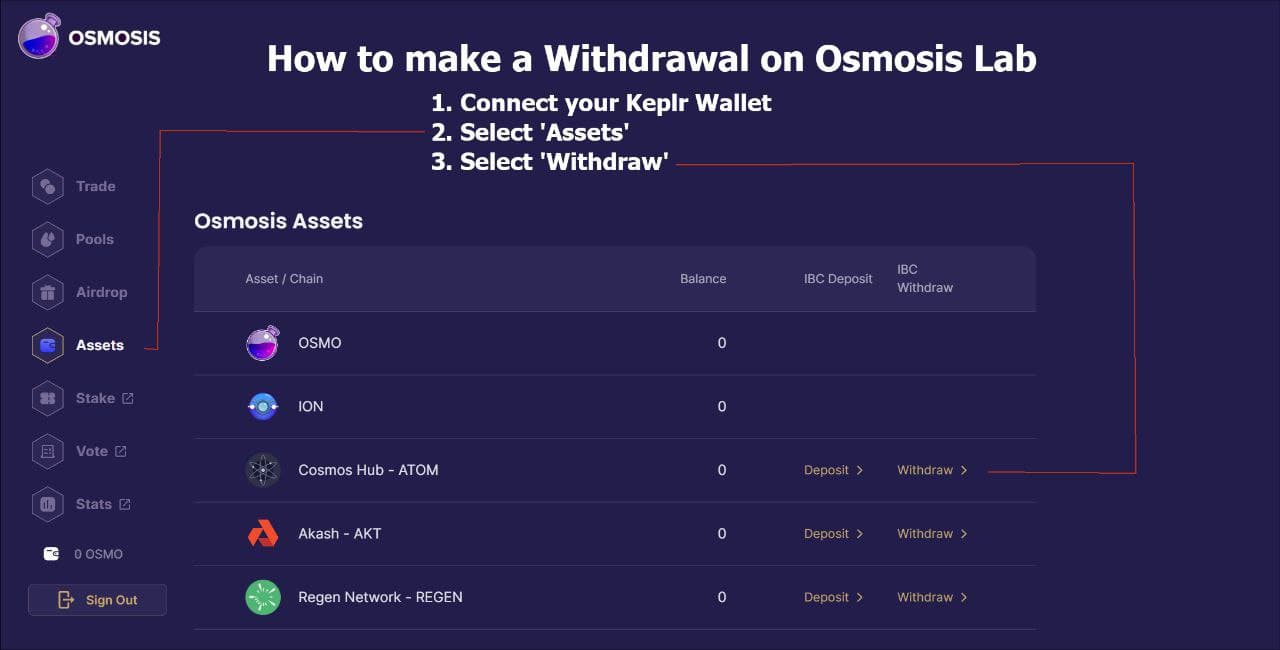 OSMOSIS
How to make a Withdrawal on Osmosis Lab
1. Connect your Keplr Wallet
2. Select 'Assets'
3. Select 'Withdraw'
Trade
Pools
Airdrop
Assets
Stake
Vote
Stats
0 OSMO
Sign Out
Osmosis Assets
Asset / Chain Balance IBC Deposit IBC
Withdraw
OSMO 0
ION 0
Cosmos Hub - ATOM 0 Deposit > Withdraw >
Akash - AKT 0 Deposit > Withdraw >
Regen Network - REGEN 0 Deposit > Withdraw >